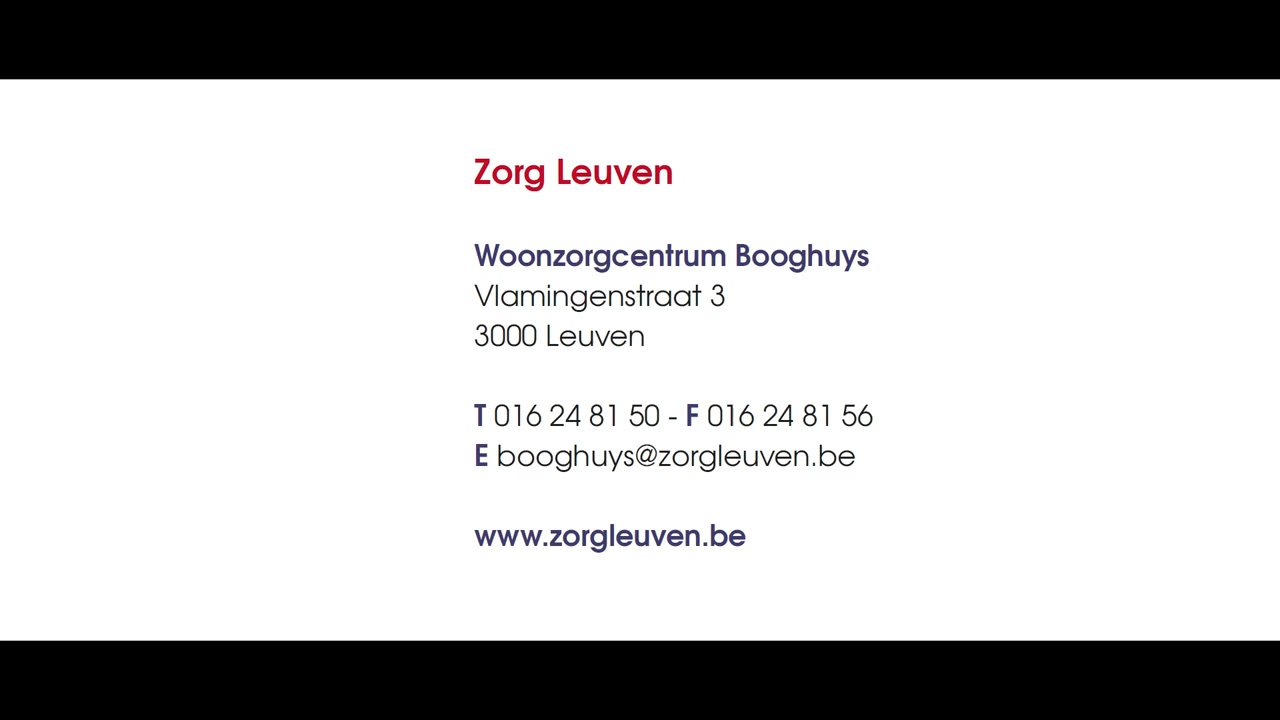 Zorg Leuven
Woonzorgcentrum Booghuys
Vlamingenstraat 3
3000 Leuven
T 016 24 81 50 - F 016 24 81 56
E booghuys@zorgleuven.be
www.zorgleuven.be